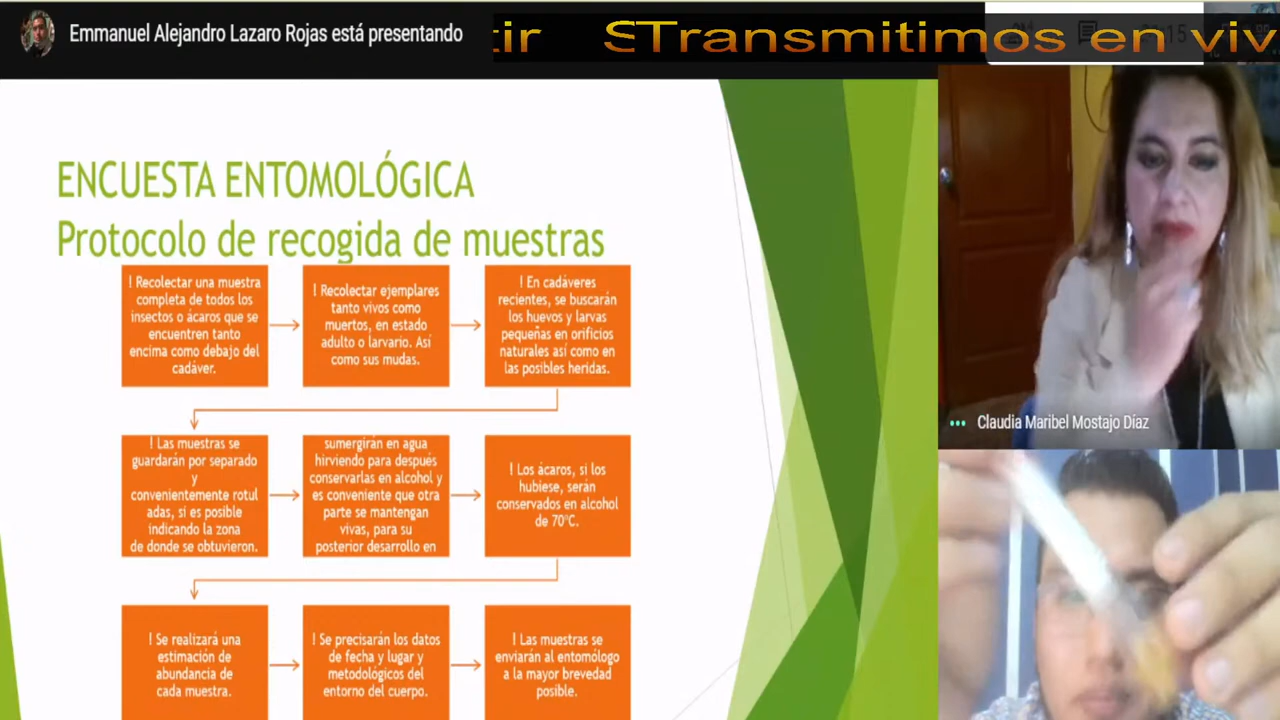 Emmanuel Alejandro Lazaro Rojas está presentando
tir STransmitimos en viv
ENCUESTA ENTOMOLÓGICA
Protocolo de recogida de muestras
! Recolectar una muestra
completa de todos los
insectos o ácaros que se
encuentren tanto
encima como debajo del
cadáver.
! Recolectar ejemplares
tanto vivos como
muertos, en estado
adulto o larvario. Así
como sus mudas.
! En cadáveres
recientes, se buscarán
los huevos y larvas
pequeñas en orificios
naturales así como en
las posibles heridas.
! Las muestras se
guardarán por separado
y
convenientemente rotul
adas, si es posible
indicando la zona
de donde se obtuvieron.
sumergirán en agua
hirviendo para después
conservarlas en alcohol y
es conveniente que otra
parte se mantengan
vivas, para su
posterior desarrollo en
! Los ácaros, si los
hubiese, serán
conservados en alcohol
de 70°C.
! Se realizará una
estimación de
abundancia de
cada muestra.
! Se precisarán los datos
de fecha y lugar y
metodológicos del
entorno del cuerpo.
! Las muestras se
enviarán al entomólogo
a la mayor brevedad
posible.
Claudia Maribel Mostajo Díaz